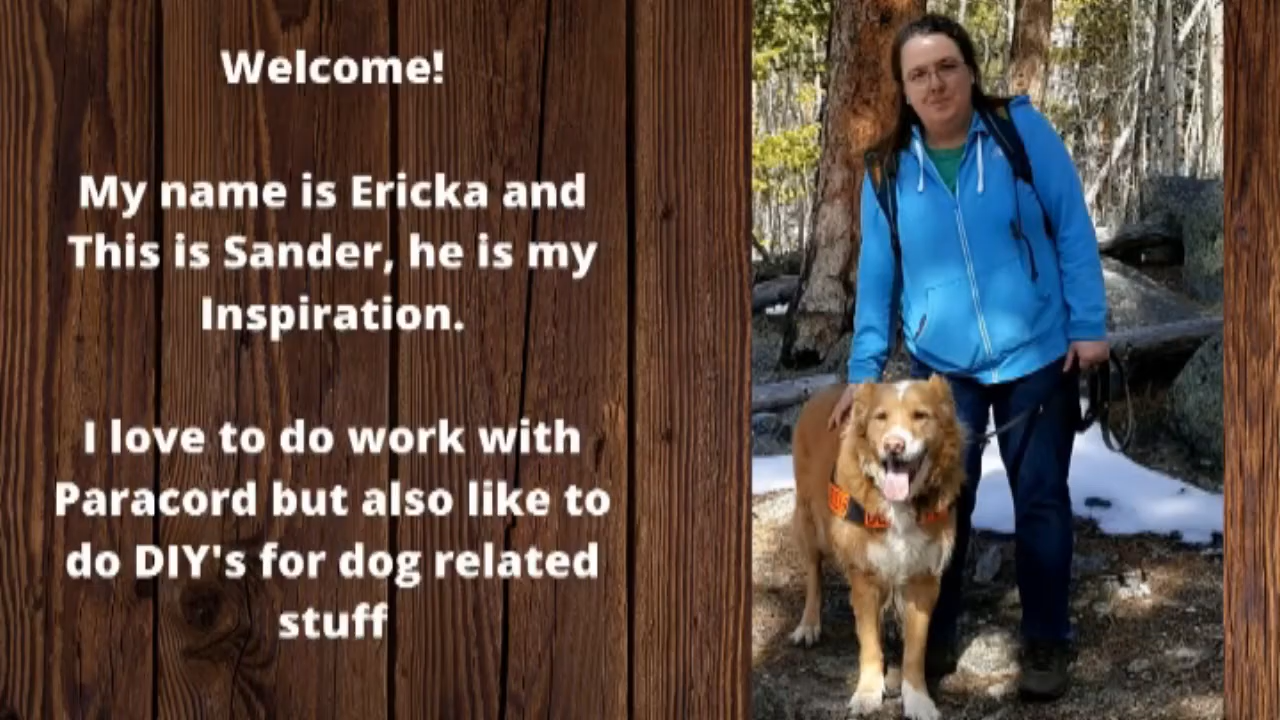 Welcome!
My name is Ericka and
This is Sander, he is my
Inspiration.
I love to do work with
Paracord but also like to
do DIY's for dog related
stuff